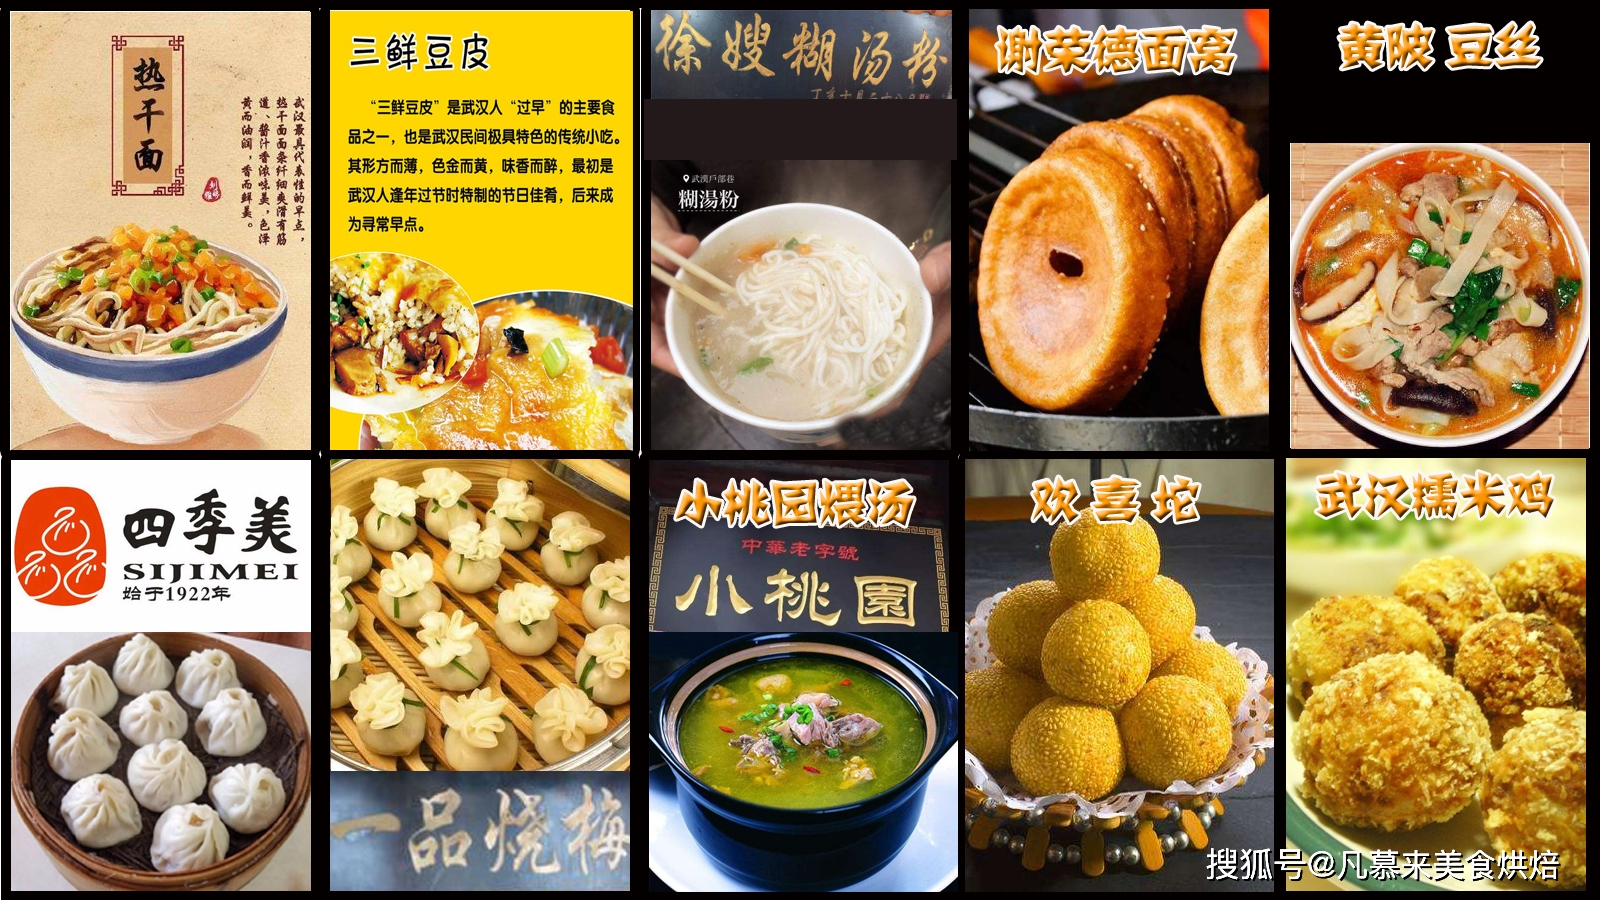 热干面
武汉最具代表性的早点，
热干面面条纤细爽滑有筋
道、酱汁香浓味美，色泽
黄而油润，香而鲜美。
三鲜豆皮
“三鲜豆皮”是武汉人“过早”的主要食
品之一，也是武汉民间极具特色的传统小吃。
其形方而薄，色金而黄，味香而醉，最初是
武汉人逢年过节时特制的节日佳肴，后来成
为寻常早点。
徐嫂糊汤粉
武漢戶部巷
糊湯粉
谢荣德面窝
黄陂 豆丝
四季美
SIJIMEI
始于1922年
一品烧梅
小桃园煨汤
中華老字號
小桃園
欢喜坨
武汉糯米鸡
搜狐号@凡慕来美食烘焙